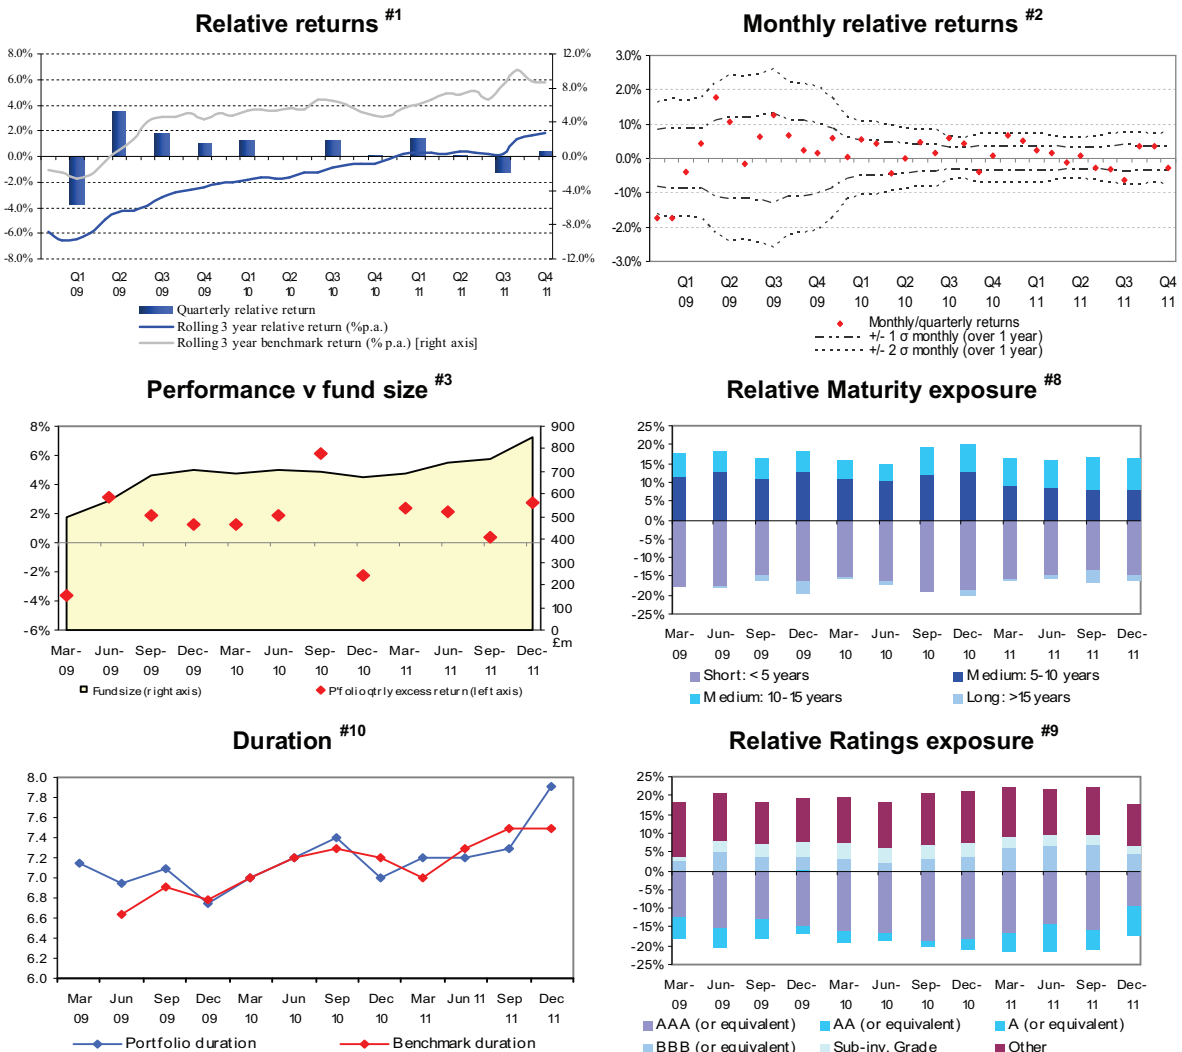 Relative returns #1
8.0%
6.0%
4.0%
2.0%
0.0%
-2.0%
-4.0%
-6.0%
-8.0%
12.0%
8.0%
4.0%
0.0%
-4.0%
-8.0%
-12.0%
Q1 Q2 Q3 Q4 Q1 Q2 Q3 Q4 Q1 Q2 Q3 Q4
09 09 09 09 10 10 10 10 11 11 11 11
Quarterly relative return
Rolling 3 year relative return (%p.a.)
Rolling 3 year benchmark return (% p.a.) [right axis]
Monthly relative returns #2
3.0%
2.0%
1.0%
0.0%
-1.0%
-2.0%
-3.0%
Q1 Q2 Q3 Q4 Q1 Q2 Q3 Q4 Q1 Q2 Q3 Q4
09 09 09 09 10 10 10 10 11 11 11 11
Monthly/quarterly returns
+/- 1 σ monthly (over 1 year)
+/- 2 σ monthly (over 1 year)
Performance v fund size #3
8%
6%
4%
2%
0%
-2%
-4%
-6%
900
800
700
600
500
400
300
200
100
0
£m
Mar- Jun- Sep- Dec- Mar- Jun- Sep- Dec- Mar- Jun- Sep- Dec-
09 09 09 09 10 10 10 10 11 11 11 11
Fund size (right axis)
P'folio qtrly excess return (left axis)
Relative Maturity exposure #8
25%
20%
15%
10%
5%
0%
-5%
-10%
-15%
-20%
-25%
Mar- Jun- Sep- Dec- Mar- Jun- Sep- Dec- Mar- Jun- Sep- Dec-
09 09 09 09 10 10 10 10 11 11 11 11
Short: < 5 years
Medium: 5-10 years
Medium: 10-15 years
Long: >15 years
Duration #10
8.0
7.8
7.6
7.4
7.2
7.0
6.8
6.6
6.4
6.2
6.0
Mar Jun Sep Dec Mar Jun Sep Dec Mar Jun 11 Sep Dec
09 09 09 09 10 10 10 10 11 11 11
Portfolio duration
Benchmark duration
Relative Ratings exposure #9
25%
20%
15%
10%
5%
0%
-5%
-10%
-15%
-20%
-25%
Mar- Jun- Sep- Dec- Mar- Jun- Sep- Dec- Mar- Jun- Sep- Dec-
09 09 09 09 10 10 10 10 11 11 11 11
AAA (or equivalent)
AA (or equivalent)
A (or equivalent)
BBB (or equivalent)
Sub-inv. Grade
Other